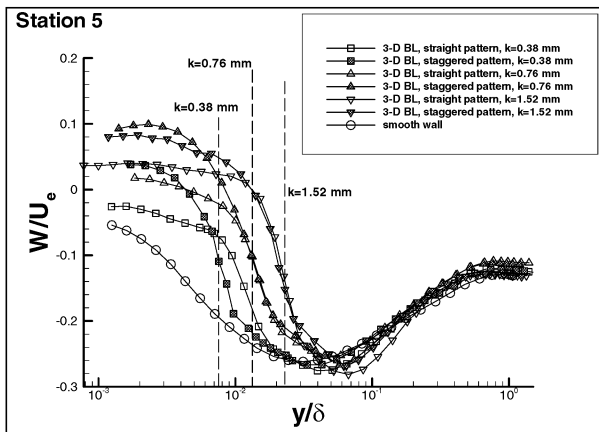 Station 5
3-D BL, straight pattern, k=0.38 mm
3-D BL, staggered pattern, k=0.38 mm
3-D BL, straight pattern, k=0.76 mm
3-D BL, staggered pattern, k=0.76 mm
3-D BL, straight pattern, k=1.52 mm
3-D BL, staggered pattern, k=1.52 mm
smooth wall
k=0.76 mm
k=0.38 mm
k=1.52 mm
0.2
0.1
0
-0.1
-0.2
-0.3
W/Ue
10-3
10-2
10-1
100
y/δ